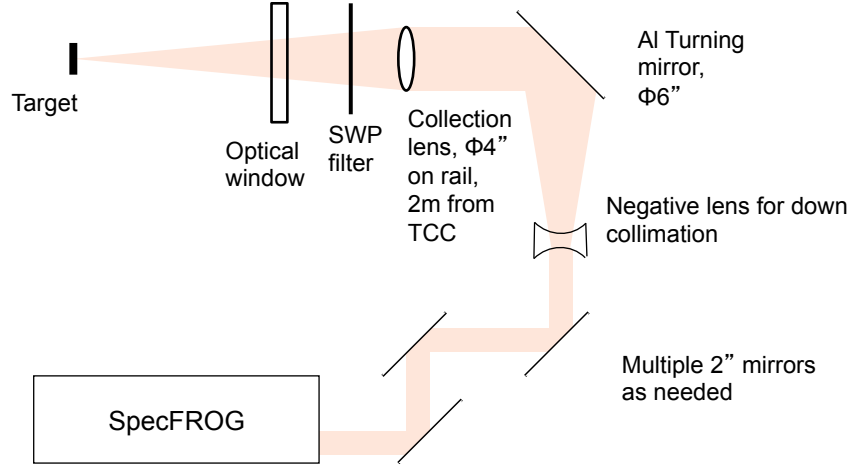 Target
Optical
window
SWP
filter
Collection
lens, Φ4”
on rail,
2m from
TCC
Al Turning
mirror,
Φ6”
Negative lens for down
collimation
Multiple 2” mirrors
as needed
SpecFROG